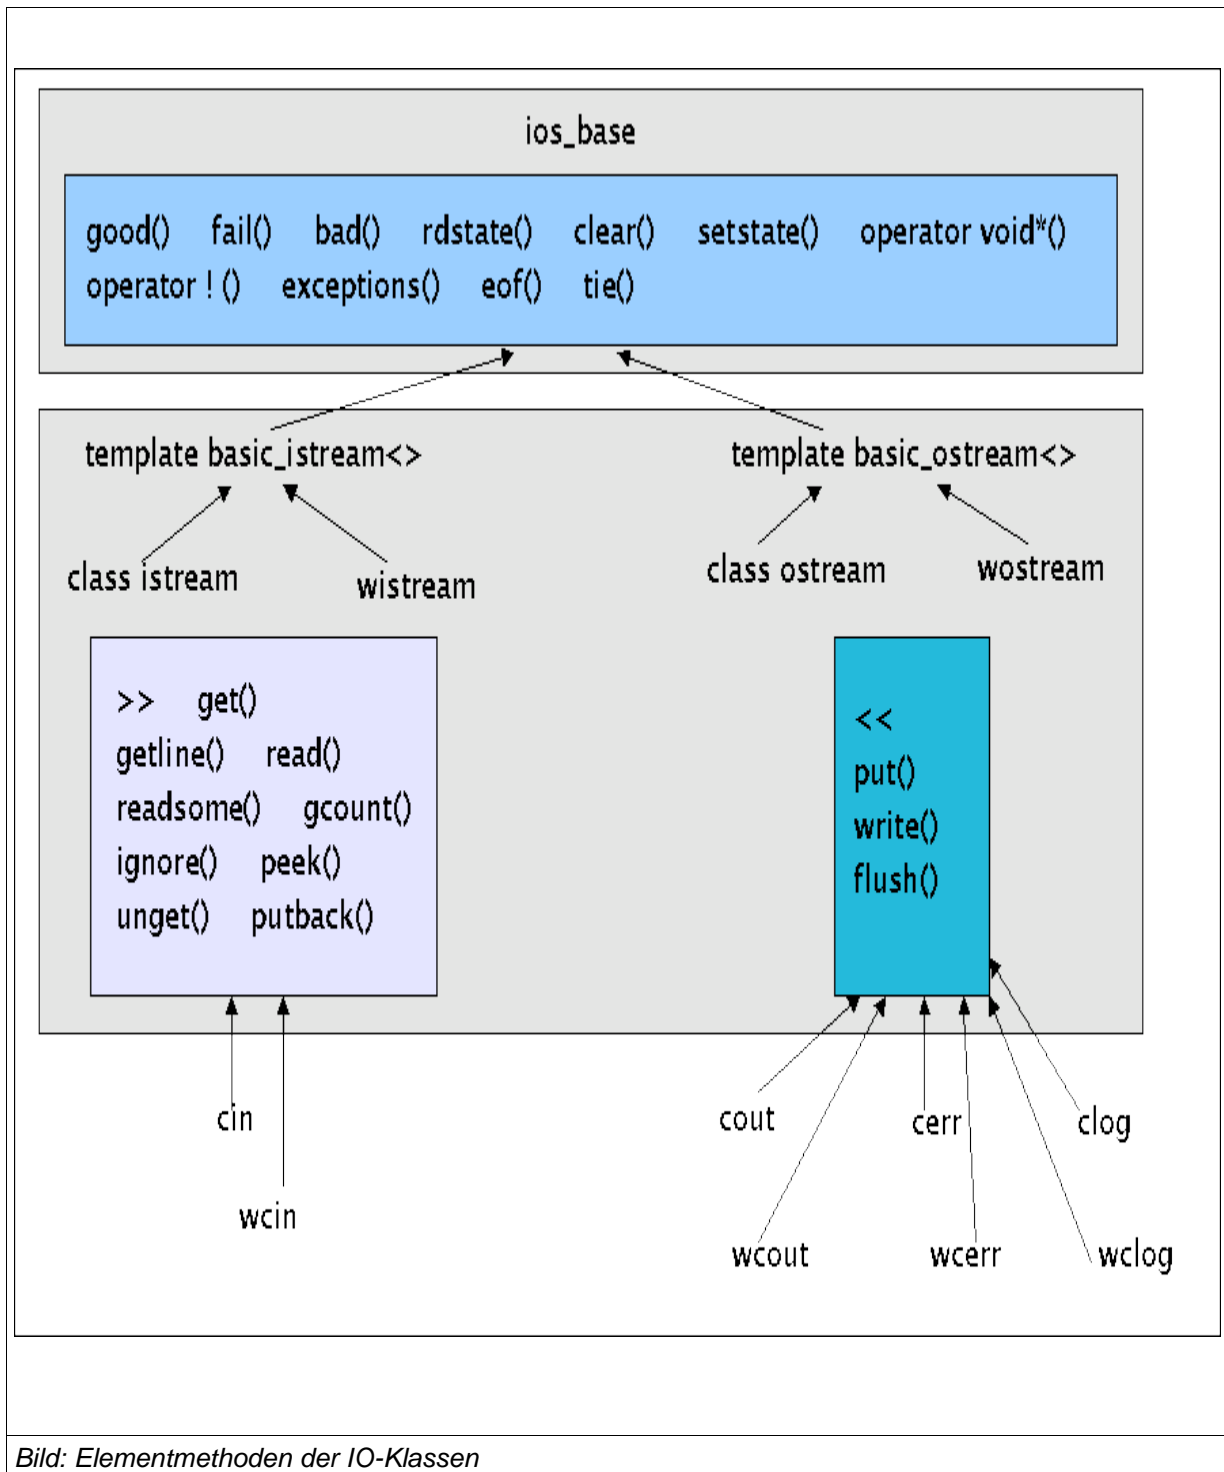 ios_base
good() fail() bad() rdstate() clear() setstate() operator void*()
operator ! () exceptions() eof() tie()
template basic_istream<> template basic_ostream<>
class istream wistream class ostream wostream
>> get()
getline() read()
readsome() gcount()
ignore() peek()
unget() putback()
<<
put()
write()
flush()
cin cout cerr clog
wcin
wcout wcerr wclog
Bild: Elementmethoden der IO-Klassen